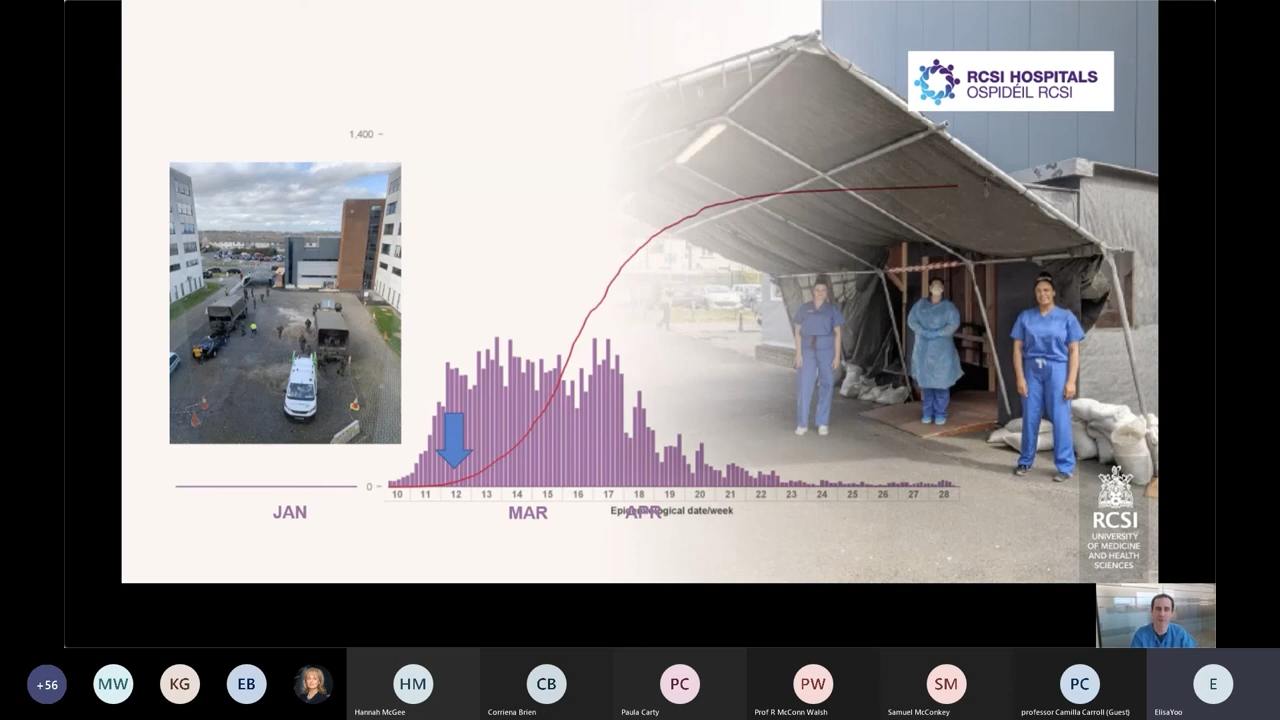 RCSI HOSPITALS
OSPIDÉIL RCSI
1,400
0
10 11 12 13 14 15 16 17 18 19 20 21 22 23 24 25 26 27 28
JAN
MAR
APR
Epidemiological date/week
RCSI
UNIVERSITY
OF MEDICINE
AND HEALTH
SCIENCES
+56
MW
KG
EB
HM
Hannah McGee
CB
Corriena Brien
PC
Paula Carty
PW
Prof R McConn Walsh
SM
Samuel McConkey
PC
professor Camilla Carroll (Guest)
E
ElisaYoo